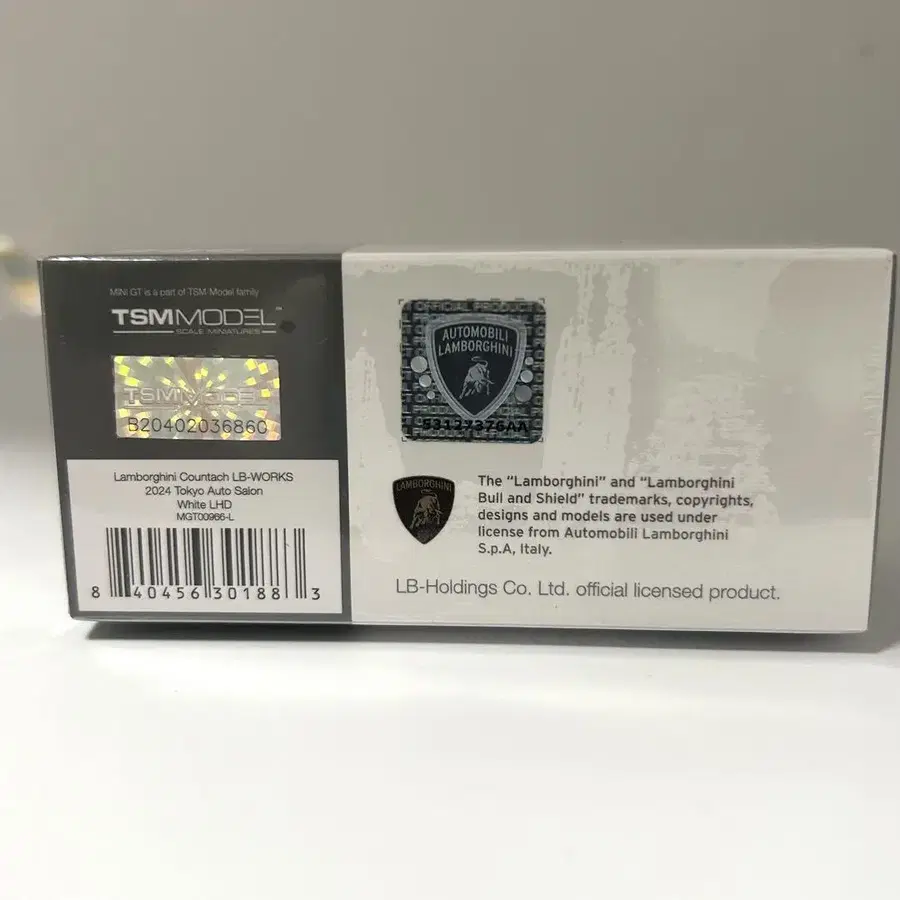 MINI GT is a part of TSM-Model family
TSMMODEL™
SCALE MINIATURES
TSMMODEL
B2040203686G
Lamborghini Countach LB-WORKS
2024 Tokyo Auto Salon
White LHD
MGT00966-L
8 40456 30188 3
OFFICIAL PRODUCT
AUTOMOBILI
LAMBORGHINI
53127376AA
LAMBORGHINI
The “Lamborghini” and “Lamborghini
Bull and Shield” trademarks, copyrights,
designs and models are used under
license from Automobili Lamborghini
S.p.A, Italy.
LB-Holdings Co. Ltd. official licensed product.